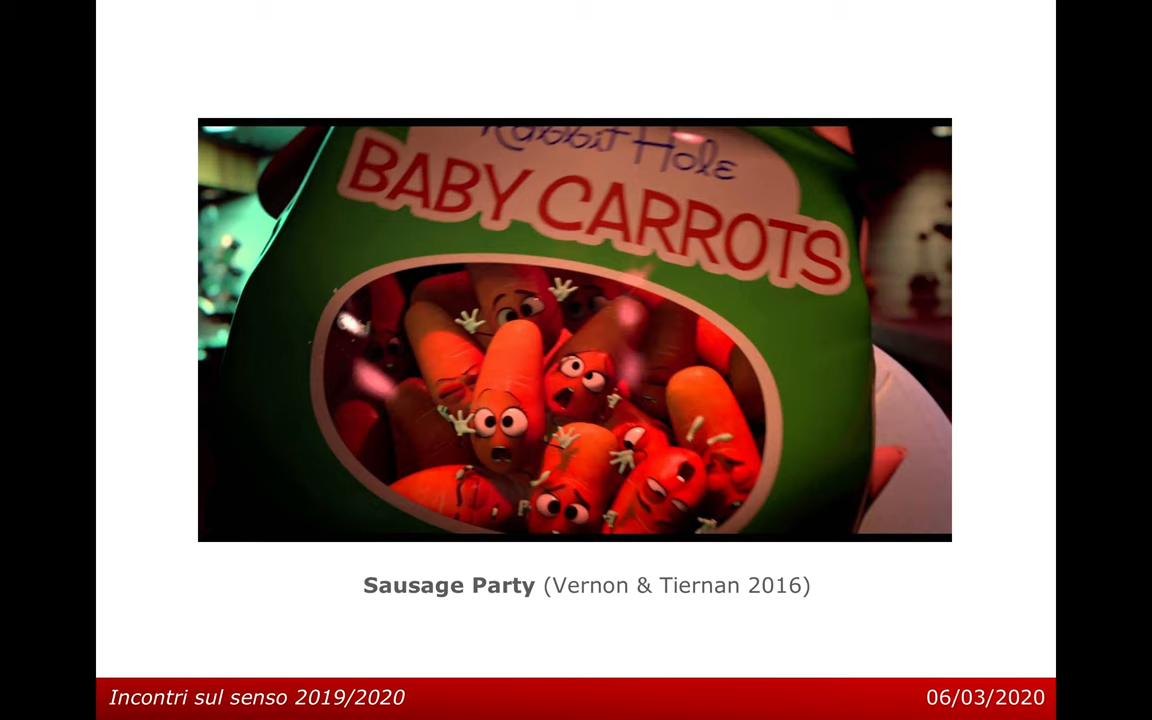 Rabbit Hole
BABY CARROTS
Sausage Party (Vernon & Tiernan 2016)
Incontri sul senso 2019/2020
06/03/2020